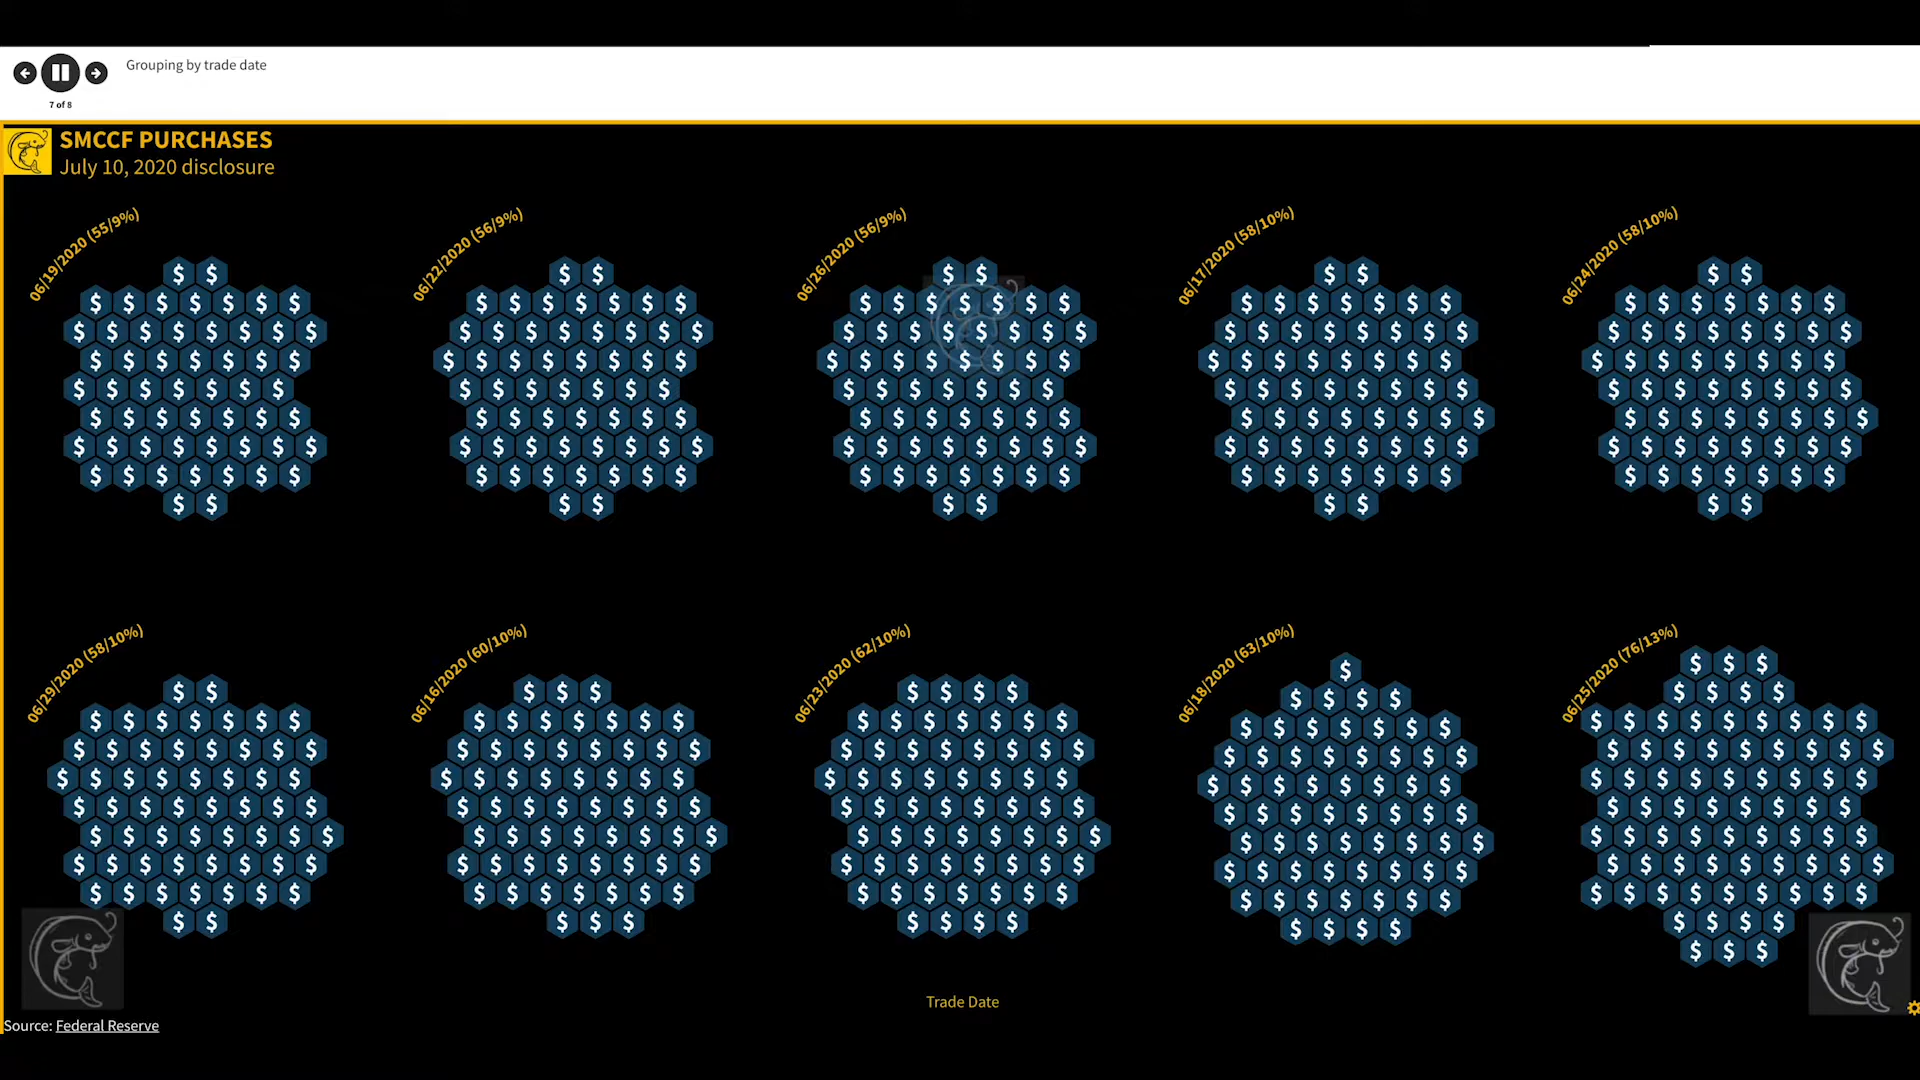 Grouping by trade date
7 of 8
SMCCF PURCHASES
July 10, 2020 disclosure
06/19/2020 (55/9%)
06/22/2020 (56/9%)
06/26/2020 (56/9%)
06/17/2020 (58/10%)
06/24/2020 (58/10%)
06/29/2020 (58/10%)
06/16/2020 (60/10%)
06/23/2020 (62/10%)
06/18/2020 (63/10%)
06/25/2020 (76/13%)
Trade Date
Source: Federal Reserve